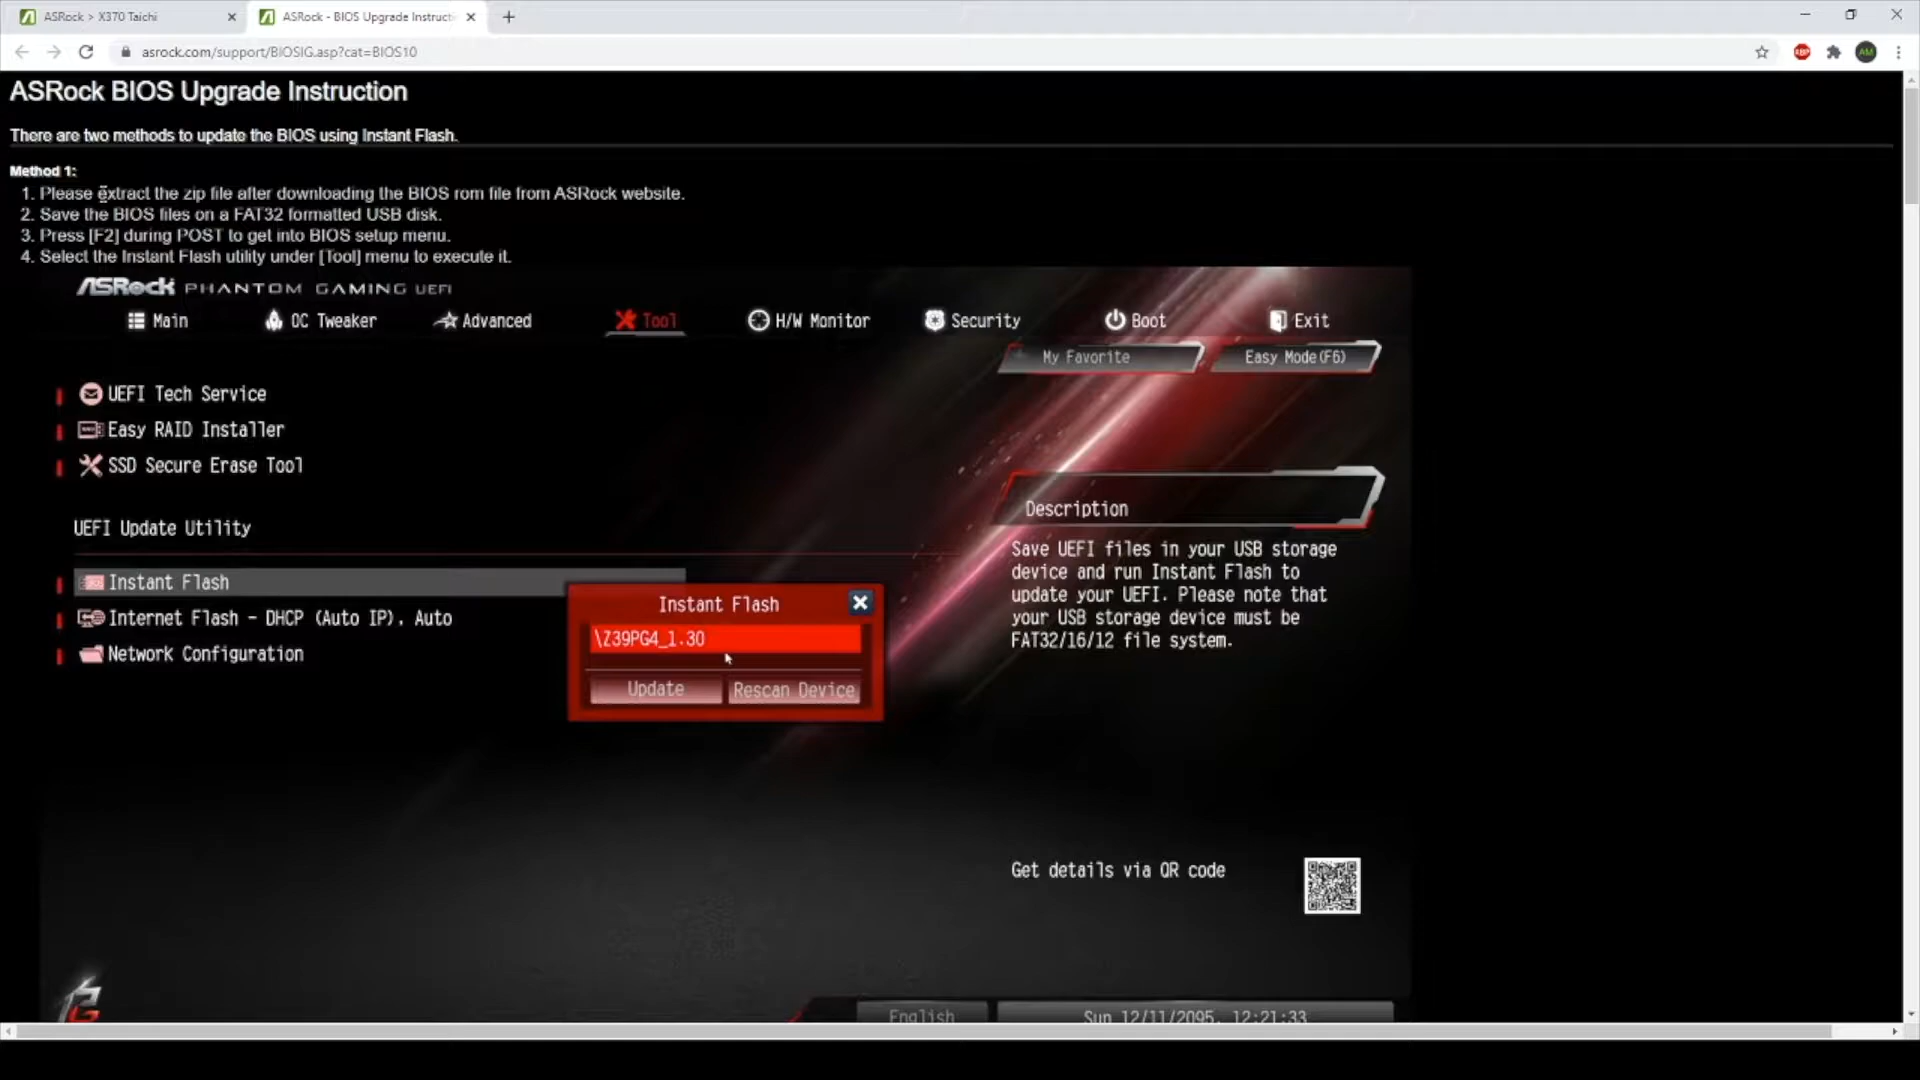 ASRock > X370 Taichi
ASRock - BIOS Upgrade Instructi
asrock.com/support/BIOSIG.asp?cat=BIOS10
ABP
AM
ASRock BIOS Upgrade Instruction
There are two methods to update the BIOS using Instant Flash.
Method 1:
1. Please extract the zip file after downloading the BIOS rom file from ASRock website.
2. Save the BIOS files on a FAT32 formatted USB disk.
3. Press [F2] during POST to get into BIOS setup menu.
4. Select the Instant Flash utility under [Tool] menu to execute it.
ASRock PHANTOM GAMING UEFI
Main OC Tweaker Advanced Tool H/W Monitor Security Boot Exit
My Favorite Easy Mode(F6)
UEFI Tech Service
Easy RAID Installer
SSD Secure Erase Tool
UEFI Update Utility
Instant Flash
Internet Flash - DHCP (Auto IP), Auto
Network Configuration
Instant Flash
\Z39PG4_1.30
Update Rescan Device
Description
Save UEFI files in your USB storage
device and run Instant Flash to
update your UEFI. Please note that
your USB storage device must be
FAT32/16/12 file system.
Get details via QR code
English Sun 12/11/2095, 12:21:33